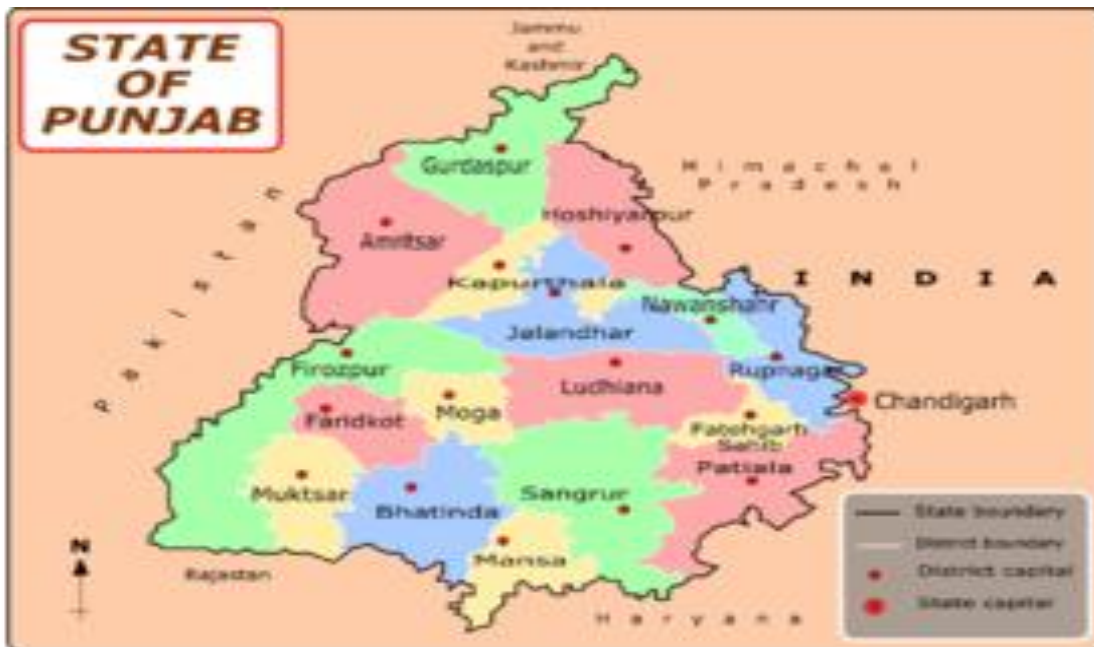 STATE
OF
PUNJAB
Jammu
and
Kashmir
Himachal
Pradesh
Pakistan
Gurdaspur
Hoshiyarpur
Amritsar
Kapurthala
INDIA
Nawanshahr
Jalandhar
Firozpur
Ludhiana
Rupnagar
Moga
Chandigarh
Faridkot
Fatehgarh
Sahib
Patiala
Muktsar
Sangrur
Bhatinda
Mansa
N
Rajastan
Haryana
State boundary
District boundary
District capital
State capital